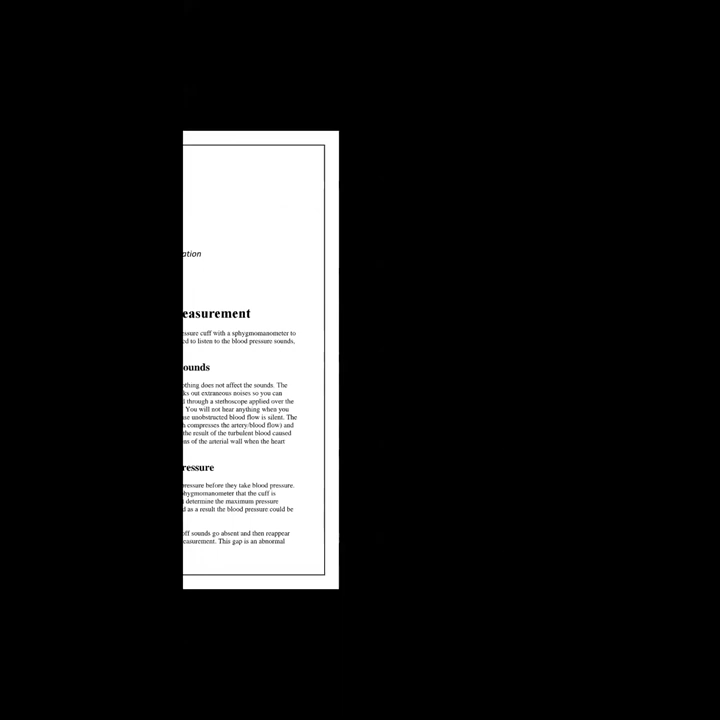 ation
easurement
essure cuff with a sphygmomanometer to
ed to listen to the blood pressure sounds,
ounds
othing does not affect the sounds. The
ks out extraneous noises so you can
l through a stethoscope applied over the
. You will not hear anything when you
use unobstructed blood flow is silent. The
h compresses the artery/blood flow) and
the result of the turbulent blood caused
ns of the arterial wall when the heart
ressure
pressure before they take blood pressure.
phygmomanometer that the cuff is
determine the maximum pressure
d as a result the blood pressure could be
off sounds go absent and then reappear
easurement. This gap is an abnormal